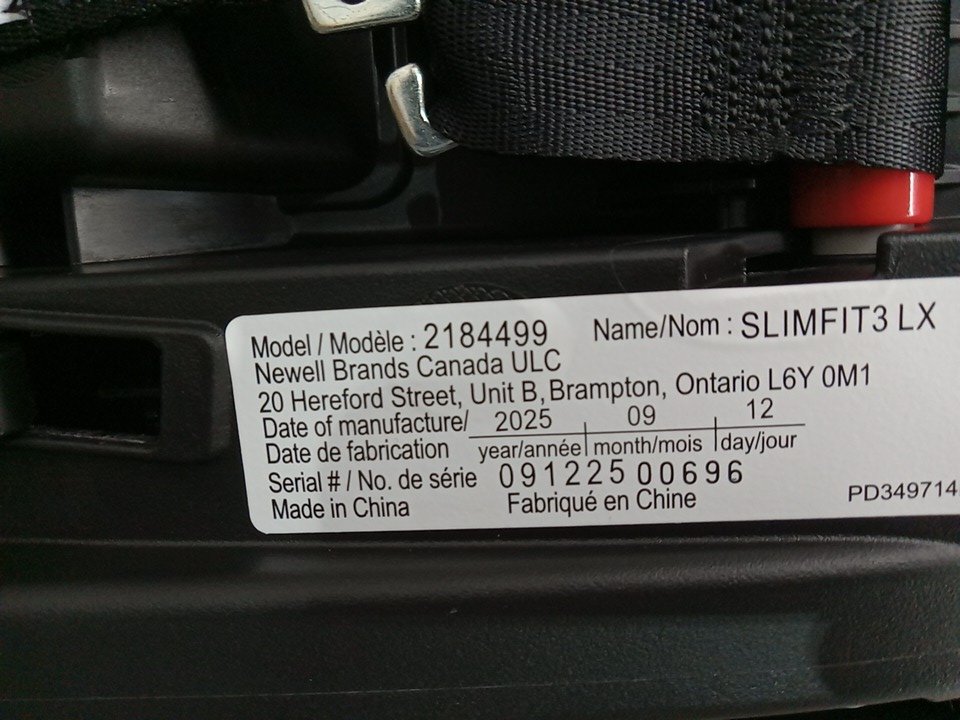 Model / Modèle : 2184499 Name/Nom : SLIMFIT3 LX
Newell Brands Canada ULC
20 Hereford Street, Unit B, Brampton, Ontario L6Y 0M1
Date of manufacture/ 2025 09 12
Date de fabrication year/année month/mois day/jour
Serial # / No. de série 091225 00696
Made in China Fabriqué en Chine PD349714